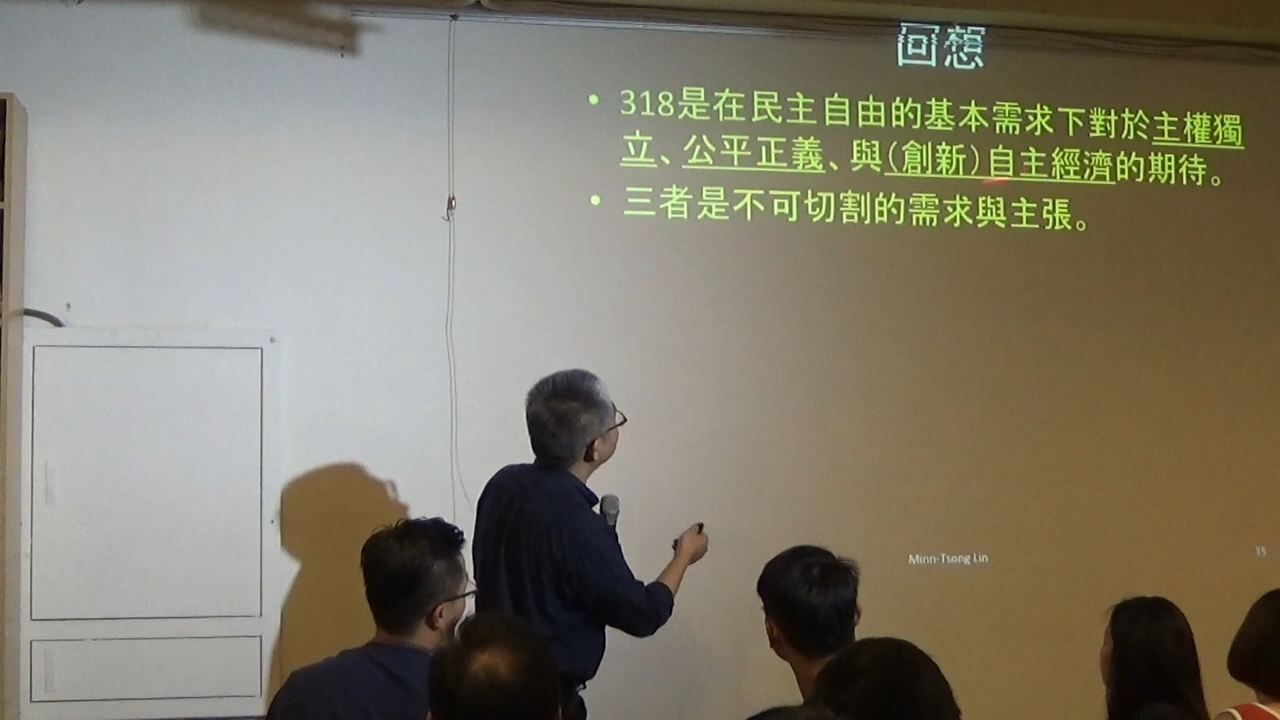 回想
• 318是在民主自由的基本需求下對於主權獨
立、公平正義、與(創新)自主經濟的期待。
• 三者是不可切割的需求與主張。
Minn-Tsong Lin
35